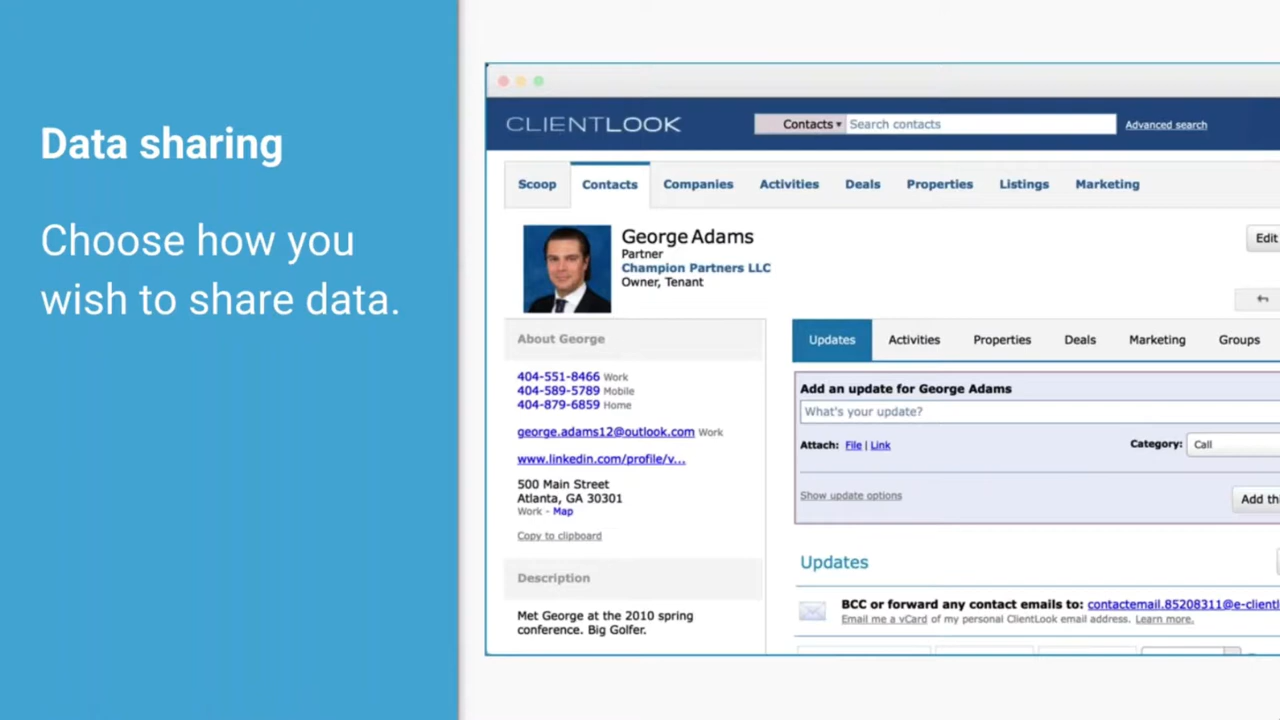 Data sharing
Choose how you
wish to share data.
CLIENTLOOK
Contacts
Search contacts
Advanced search
Scoop
Contacts
Companies
Activities
Deals
Properties
Listings
Marketing
George Adams
Partner
Champion Partners LLC
Owner, Tenant
Edit
About George
404-551-8466 Work
404-589-5789 Mobile
404-879-6859 Home
george.adams12@outlook.com Work
www.linkedin.com/profile/v...
500 Main Street
Atlanta, GA 30301
Work - Map
Copy to clipboard
Description
Met George at the 2010 spring
conference. Big Golfer.
Updates
Activities
Properties
Deals
Marketing
Groups
Add an update for George Adams
What's your update?
Attach: File | Link
Category: Call
Show update options
Add thi
Updates
BCC or forward any contact emails to: contactemail.85208311@e-clientl
Email me a vCard of my personal ClientLook email address. Learn more.